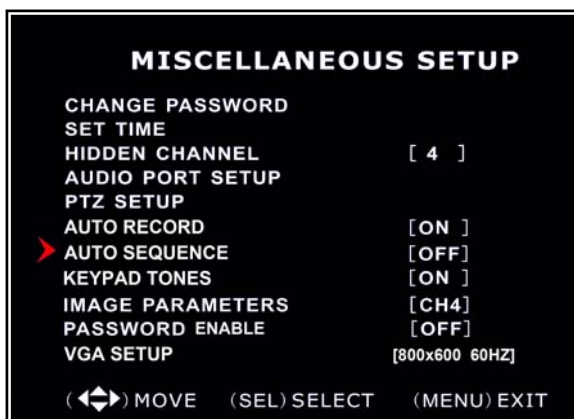 MISCELLANEOUS SETUP
CHANGE PASSWORD
SET TIME
HIDDEN CHANNEL [ 4 ]
AUDIO PORT SETUP
PTZ SETUP
AUTO RECORD [ON ]
AUTO SEQUENCE [OFF]
KEYPAD TONES [ON ]
IMAGE PARAMETERS [CH4]
PASSWORD ENABLE [OFF]
VGA SETUP [800x600 60HZ]
( ) MOVE (SEL) SELECT (MENU) EXIT